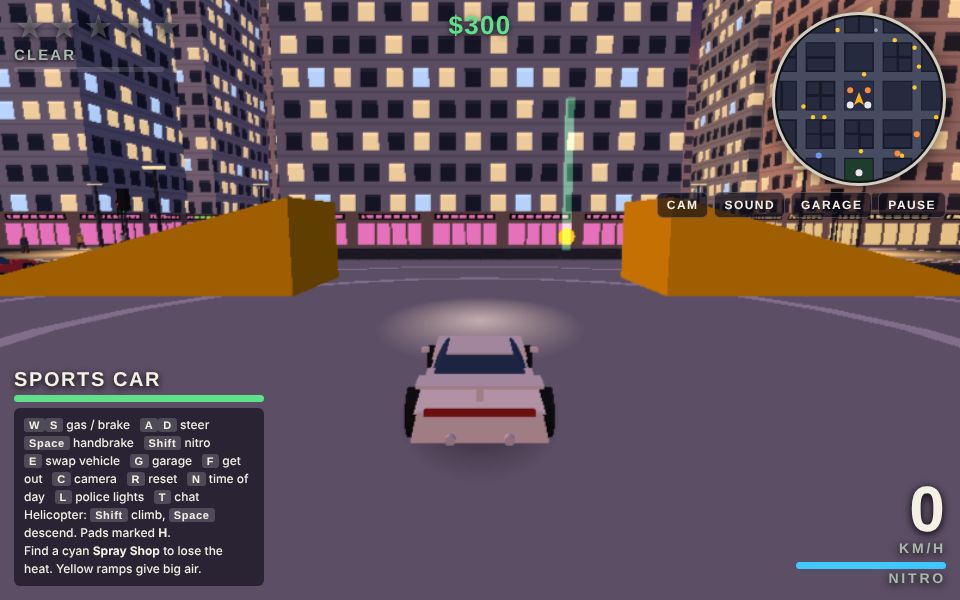 $300
CLEAR
CAM SOUND GARAGE PAUSE
SPORTS CAR
W S gas / brake A D steer
Space handbrake Shift nitro
E swap vehicle G garage F get
out C camera R reset N time of
day L police lights T chat
Helicopter: Shift climb, Space
descend. Pads marked H.
Find a cyan Spray Shop to lose the
heat. Yellow ramps give big air.
0
KM/H
NITRO